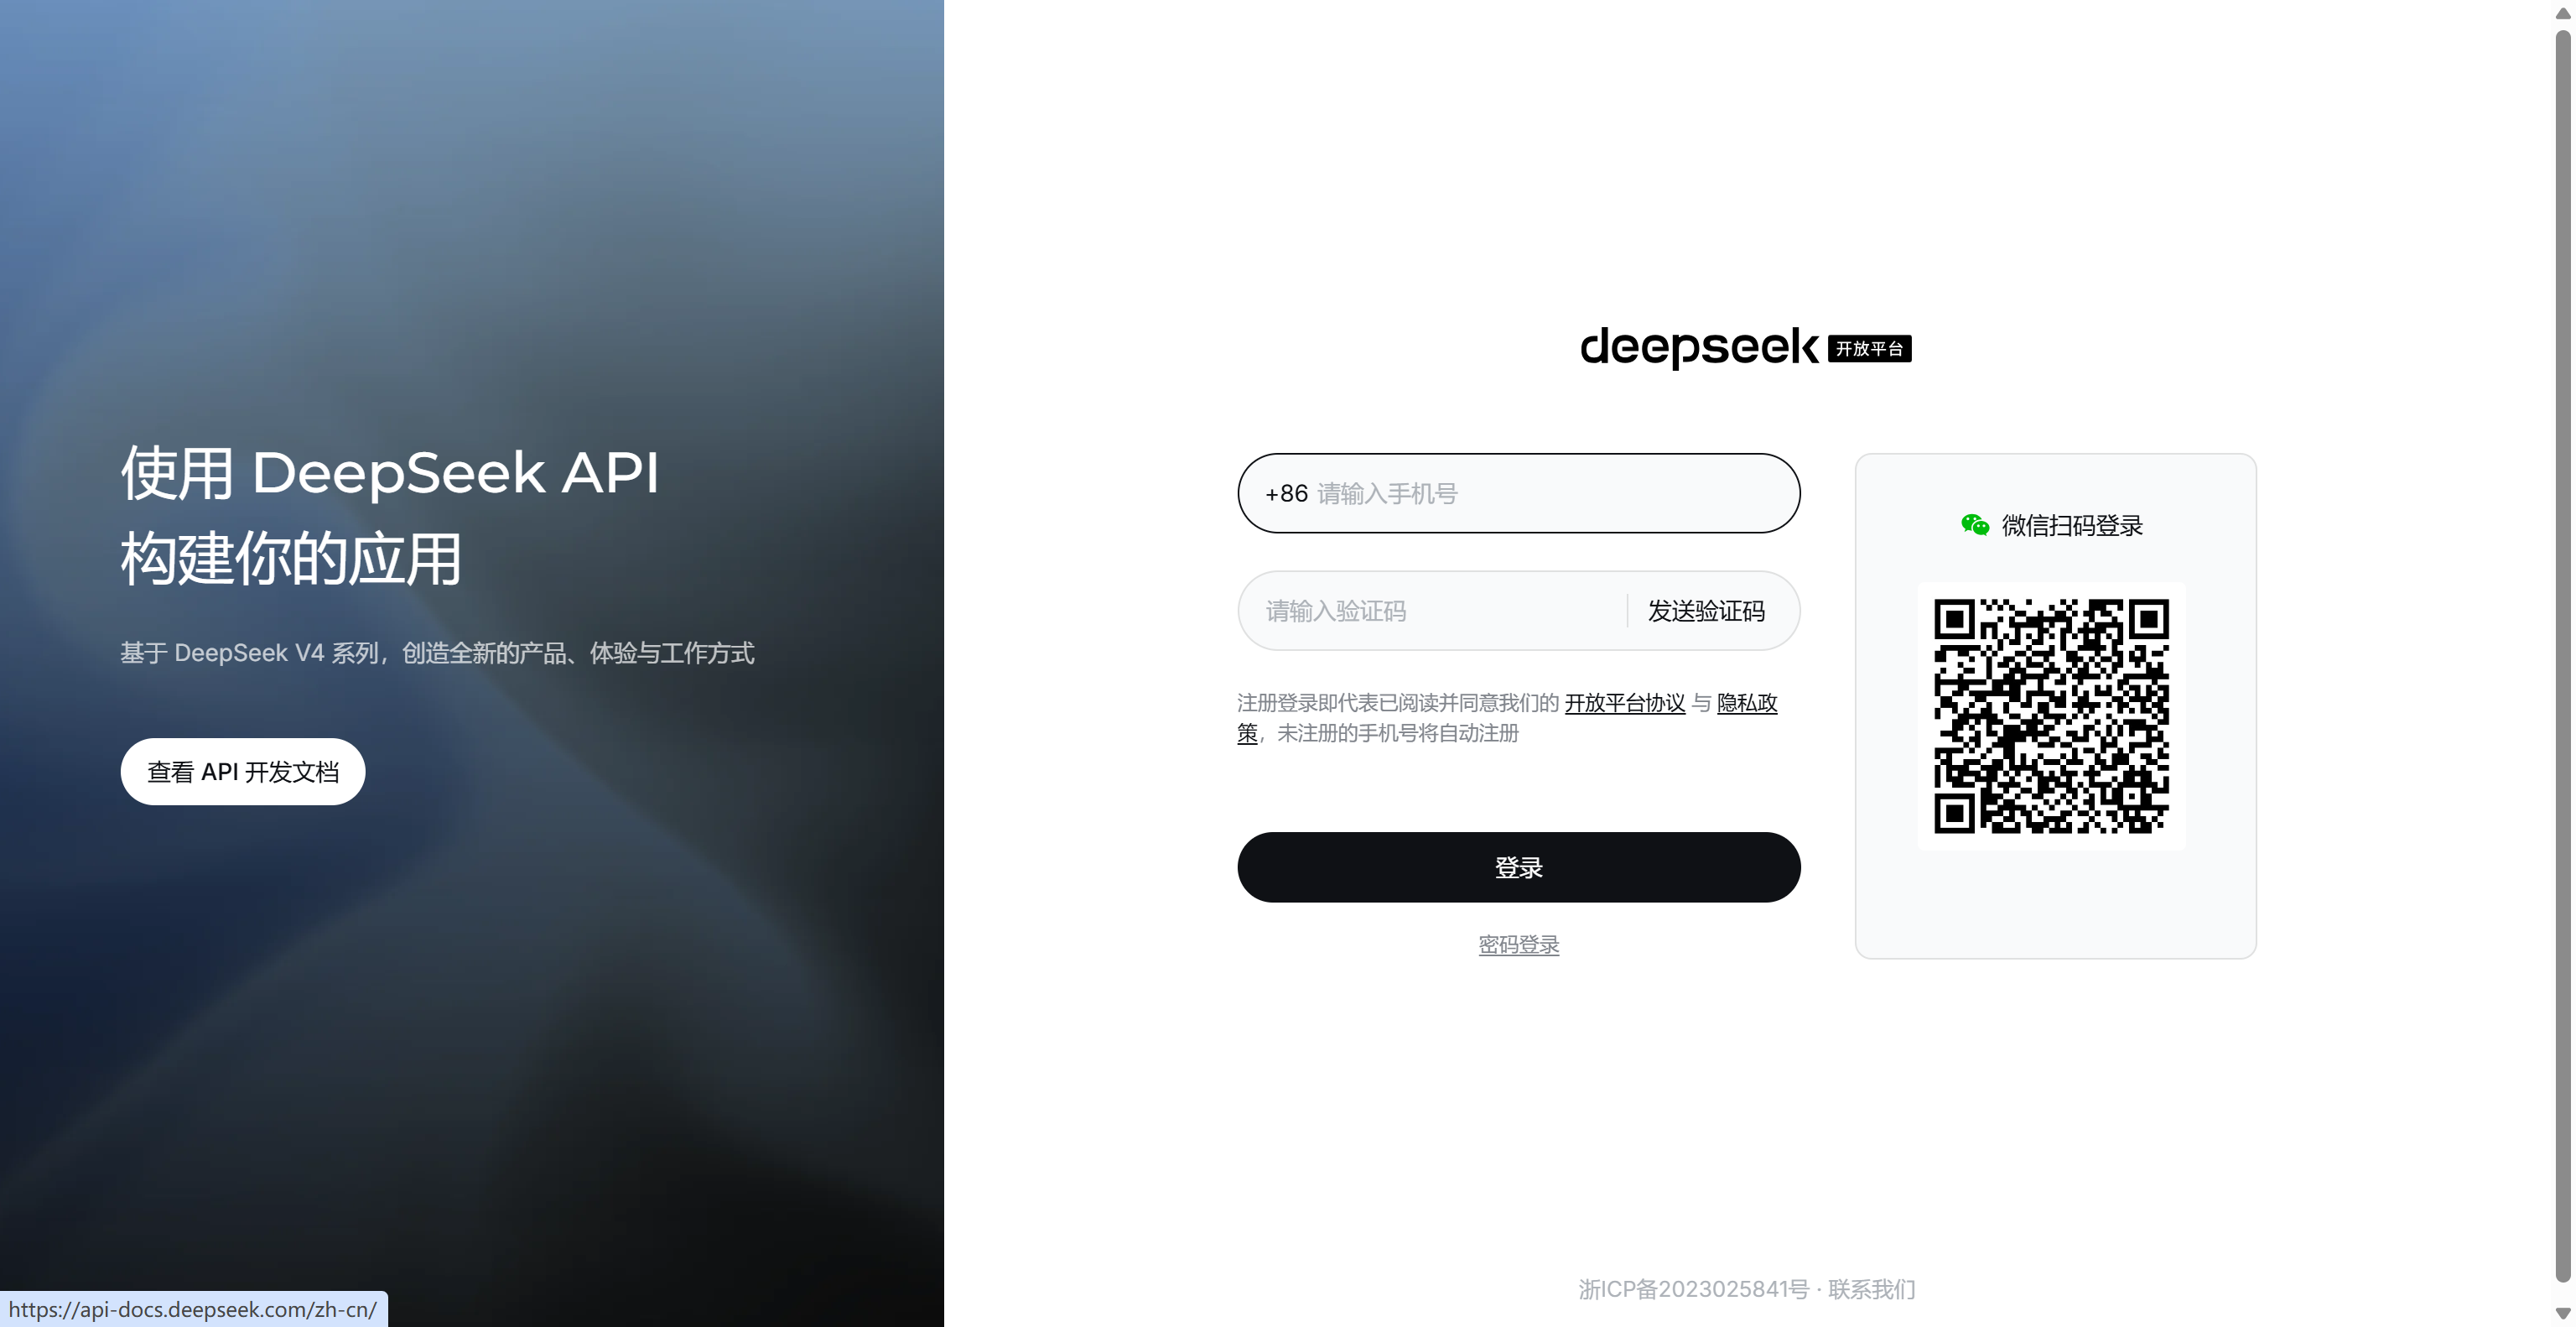 使用 DeepSeek API
构建你的应用
基于 DeepSeek V4 系列，创造全新的产品、体验与工作方式
查看 API 开发文档
https://api-docs.deepseek.com/zh-cn/
deepseek 开放平台
+86 请输入手机号
请输入验证码 发送验证码
注册登录即代表已阅读并同意我们的 开放平台协议 与 隐私政
策，未注册的手机号将自动注册
登录
密码登录
微信扫码登录
浙ICP备2023025841号 · 联系我们